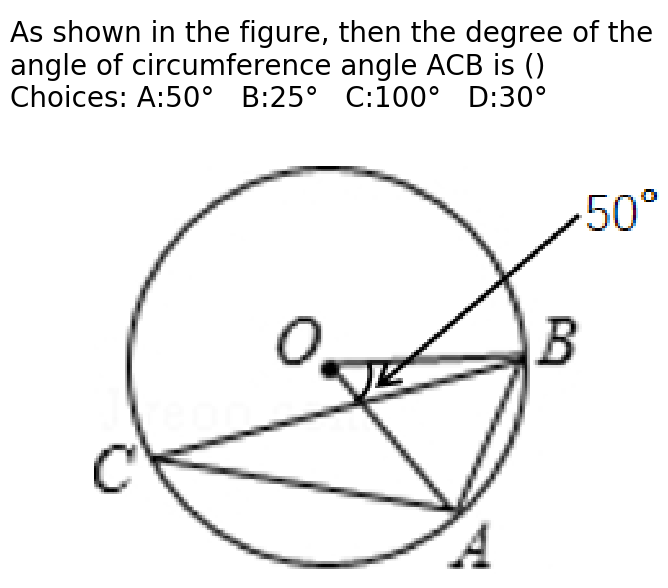 As shown in the figure, then the degree of the
angle of circumference angle ACB is ()
Choices: A:50°   B:25°   C:100°   D:30°
50°
O
B
C
A